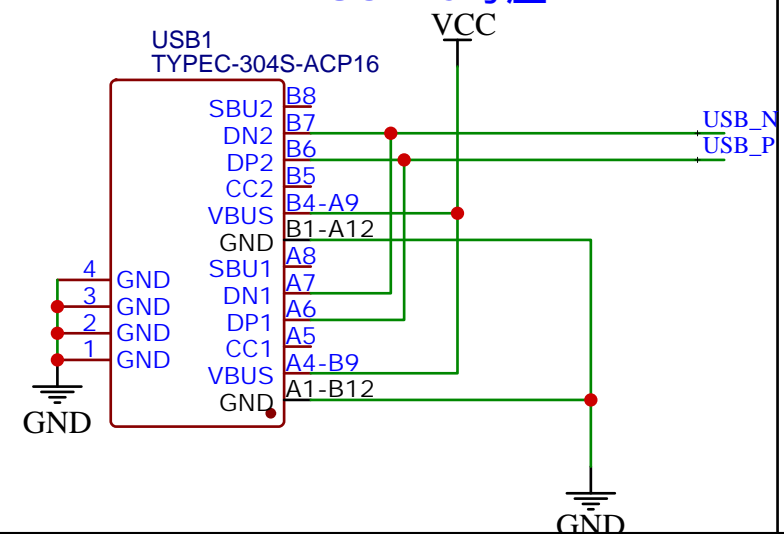 VCC
USB1
TYPEC-304S-ACP16
SBU2 B8
DN2 B7
USB_N
DP2 B6
USB_P
CC2 B5
VBUS B4-A9
GND B1-A12
SBU1 A8
4 GND
DN1 A7
3 GND
DP1 A6
2 GND
CC1 A5
1 GND
VBUS A4-B9
GND A1-B12
GND
GND